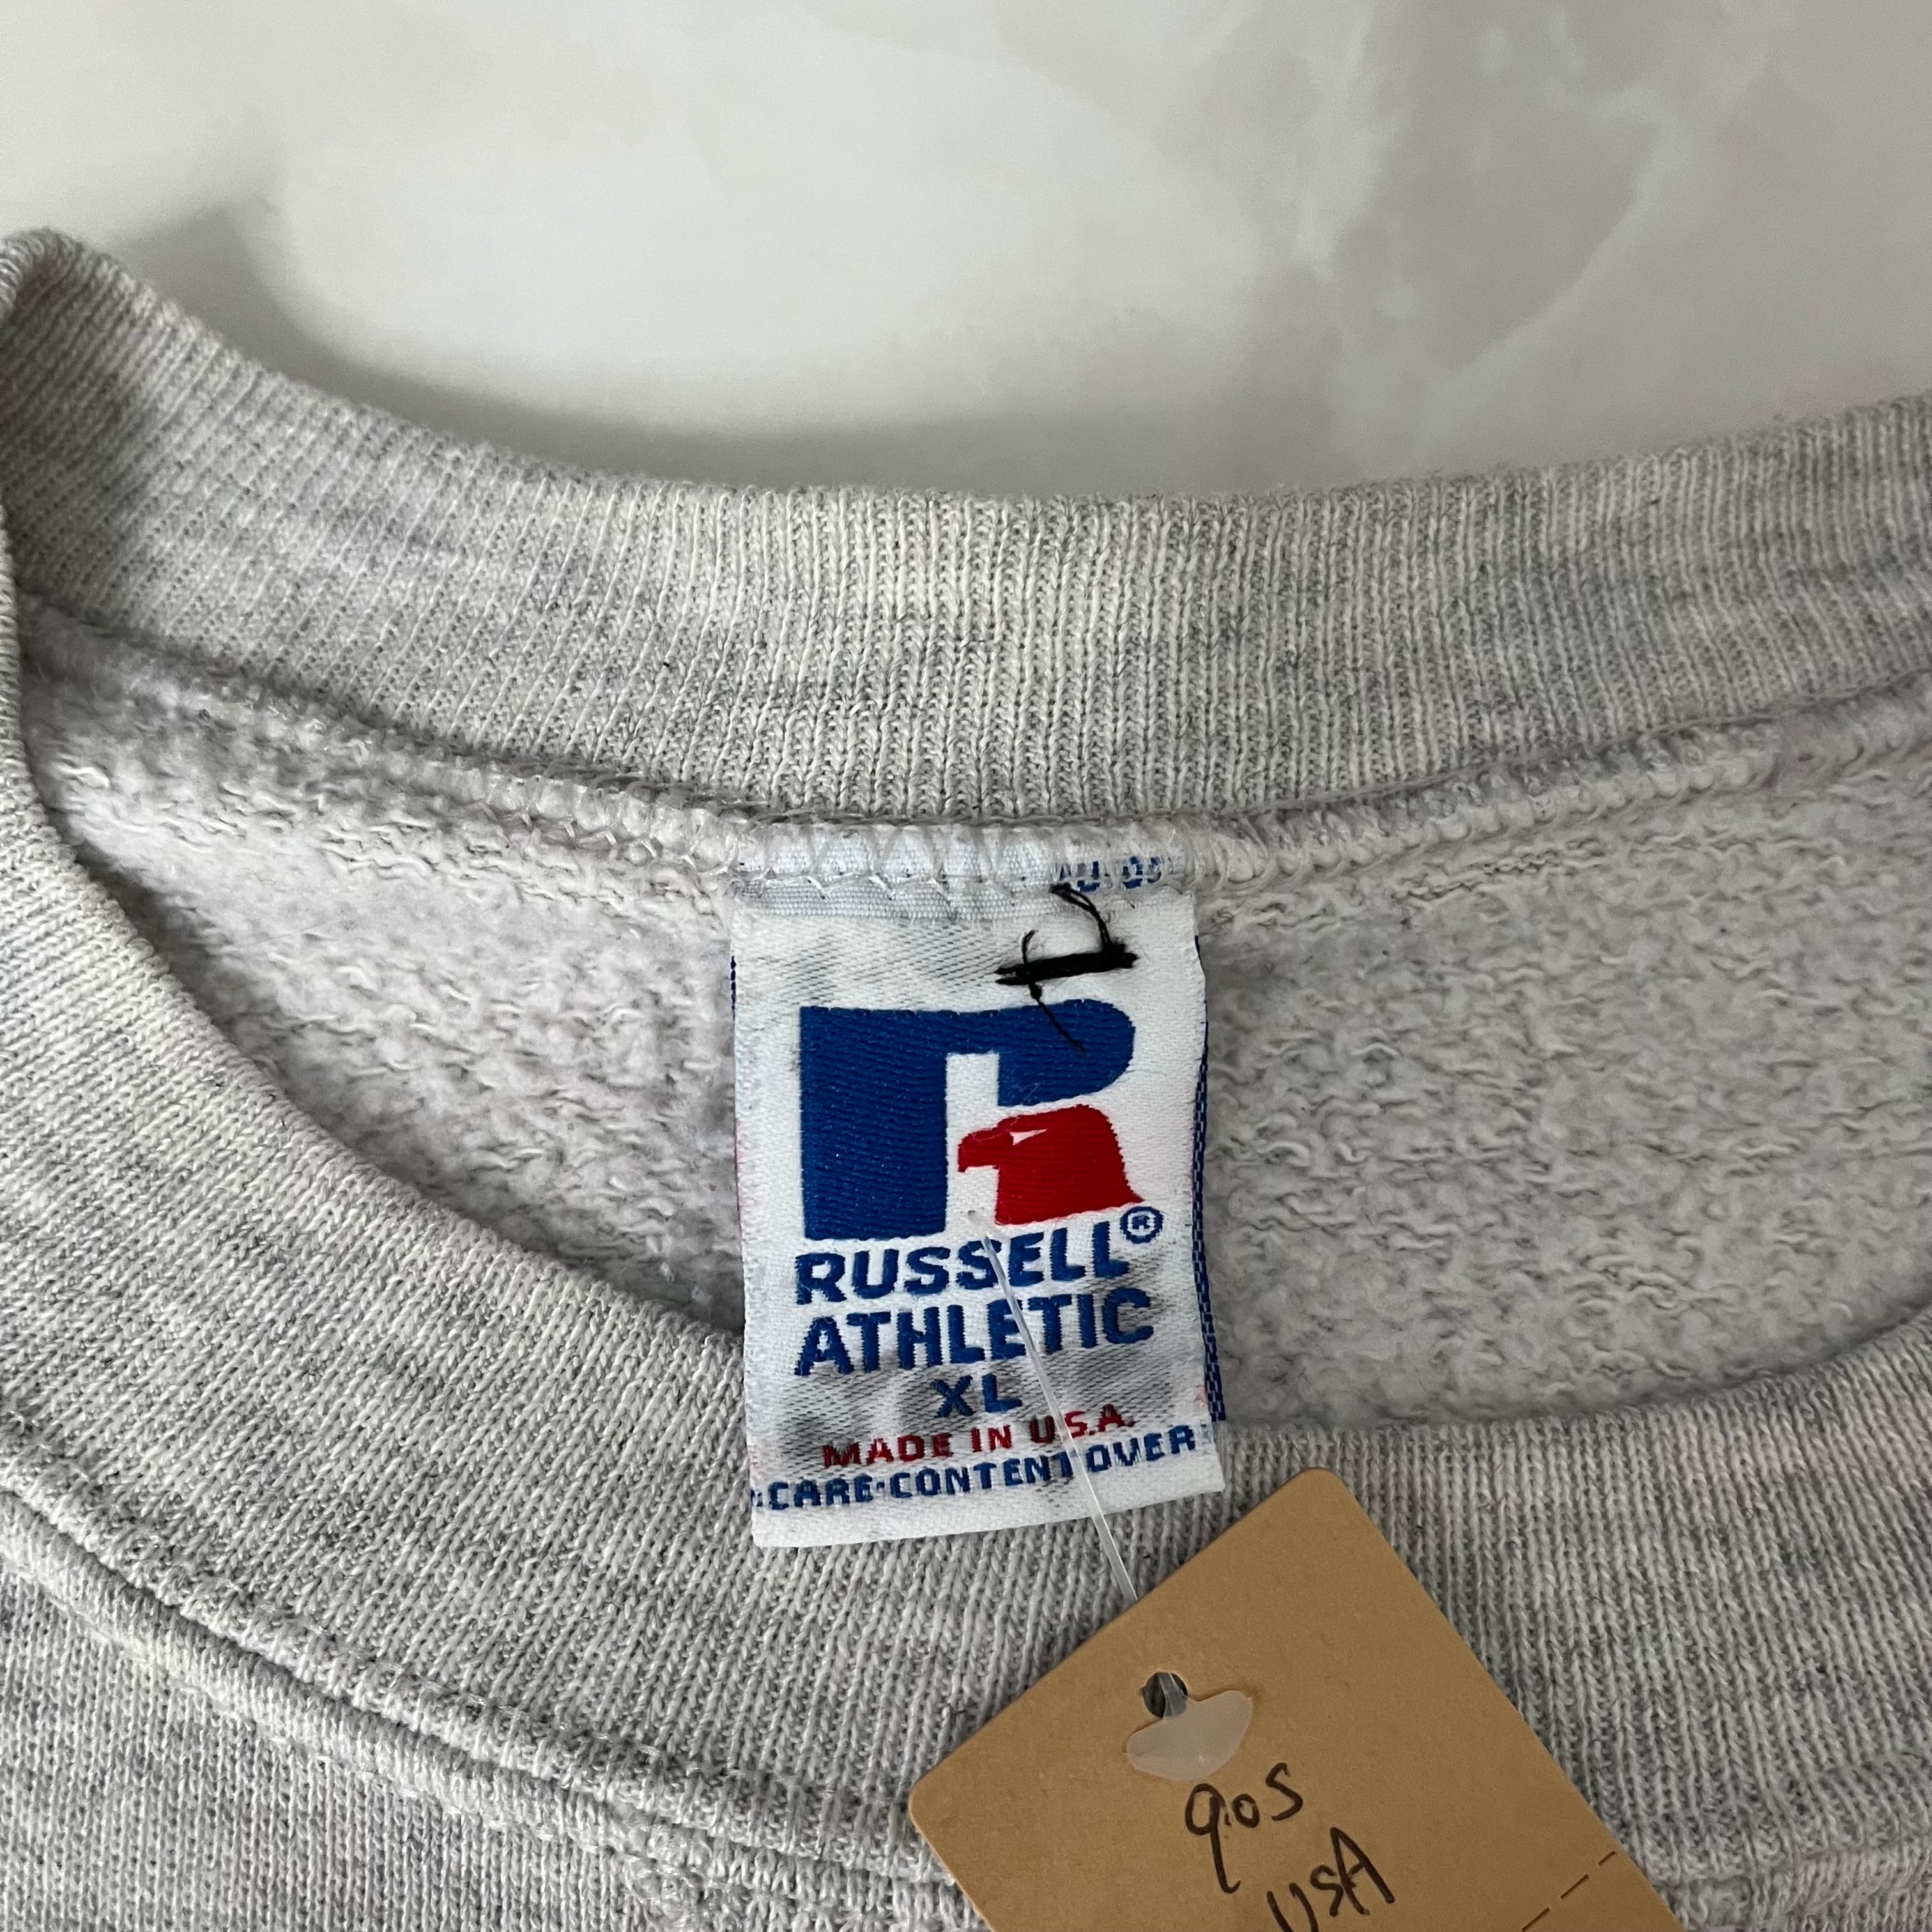 RUSSELL®
ATHLETIC
XL
MADE IN U.S.A.
CARE·CONTENT OVER
90s
USA